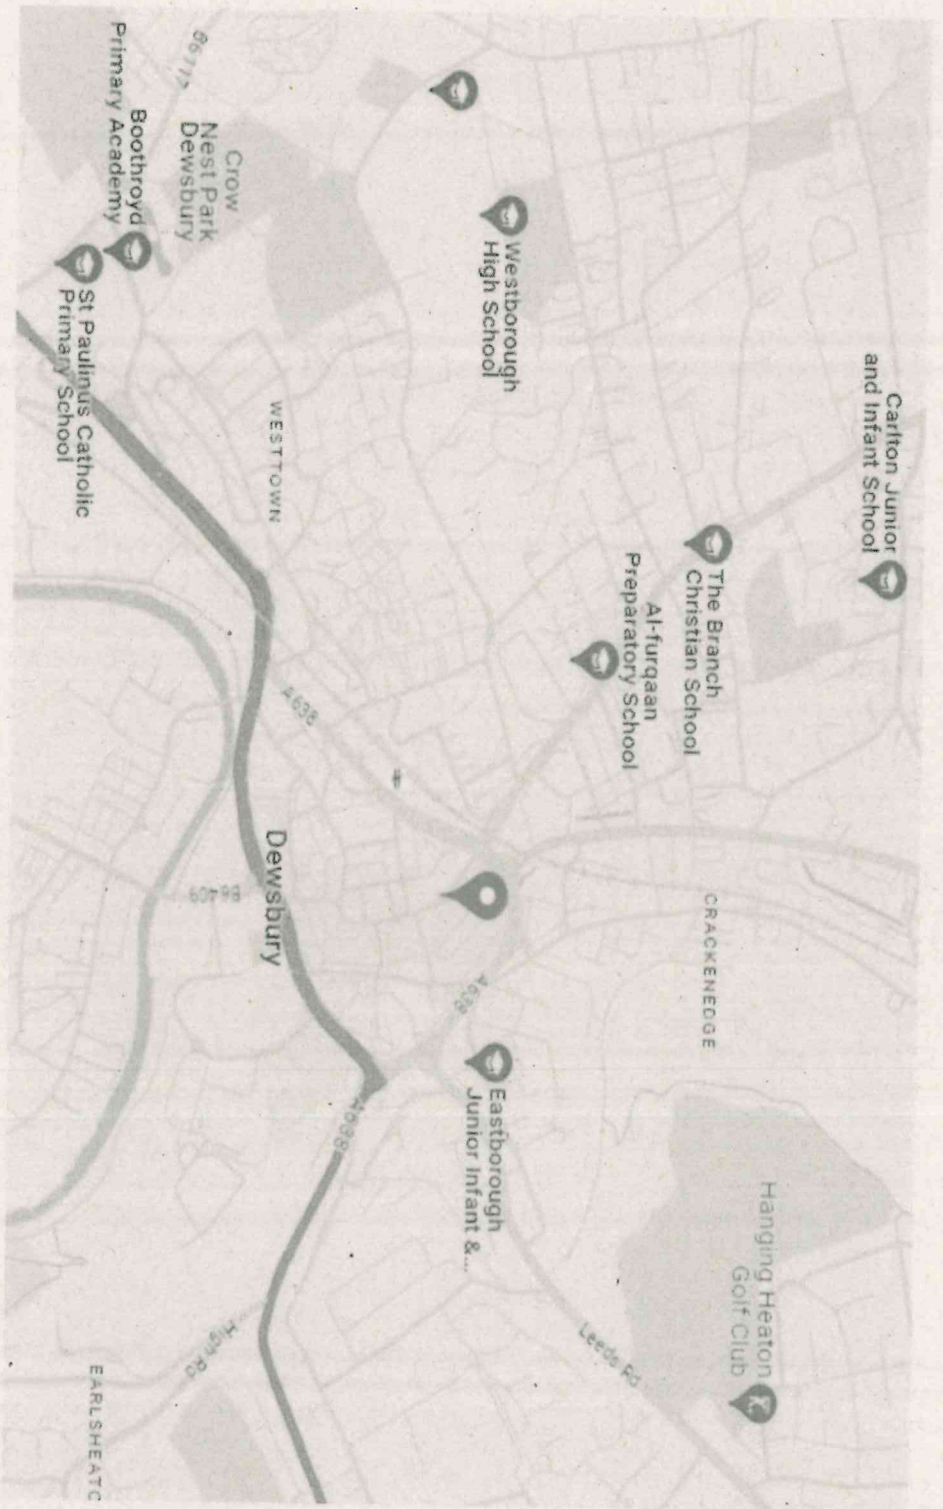 Carlton Junior
and Infant School
The Branch
Christian School
Al-furqaan
Preparatory School
Westborough
High School
Crow
Nest Park
Dewsbury
Boothroyd
Primary Academy
St Paulinus Catholic
Primary School
WESTTOWN
A638
Dewsbury
B6409
CRACKENEDGE
A638
Eastborough
Junior Infant &...
A638
Hanging Heaton
Golf Club
Leeds Rd
High Rd
EARLSHEATO